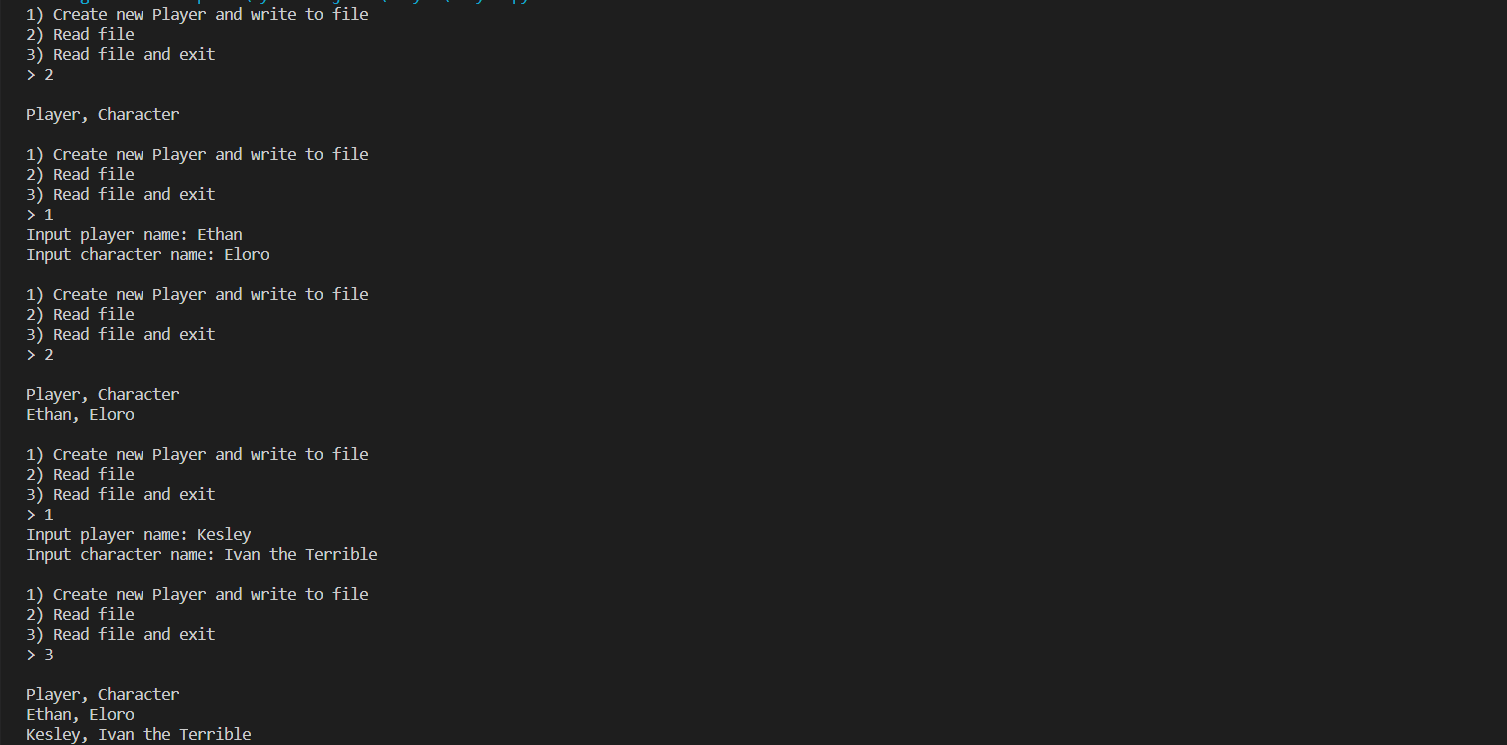 1) Create new Player and write to file
2) Read file
3) Read file and exit
> 2
Player, Character
1) Create new Player and write to file
2) Read file
3) Read file and exit
> 1
Input player name: Ethan
Input character name: Eloro
1) Create new Player and write to file
2) Read file
3) Read file and exit
> 2
Player, Character
Ethan, Eloro
1) Create new Player and write to file
2) Read file
3) Read file and exit
> 1
Input player name: Kesley
Input character name: Ivan the Terrible
1) Create new Player and write to file
2) Read file
3) Read file and exit
> 3
Player, Character
Ethan, Eloro
Kesley, Ivan the Terrible